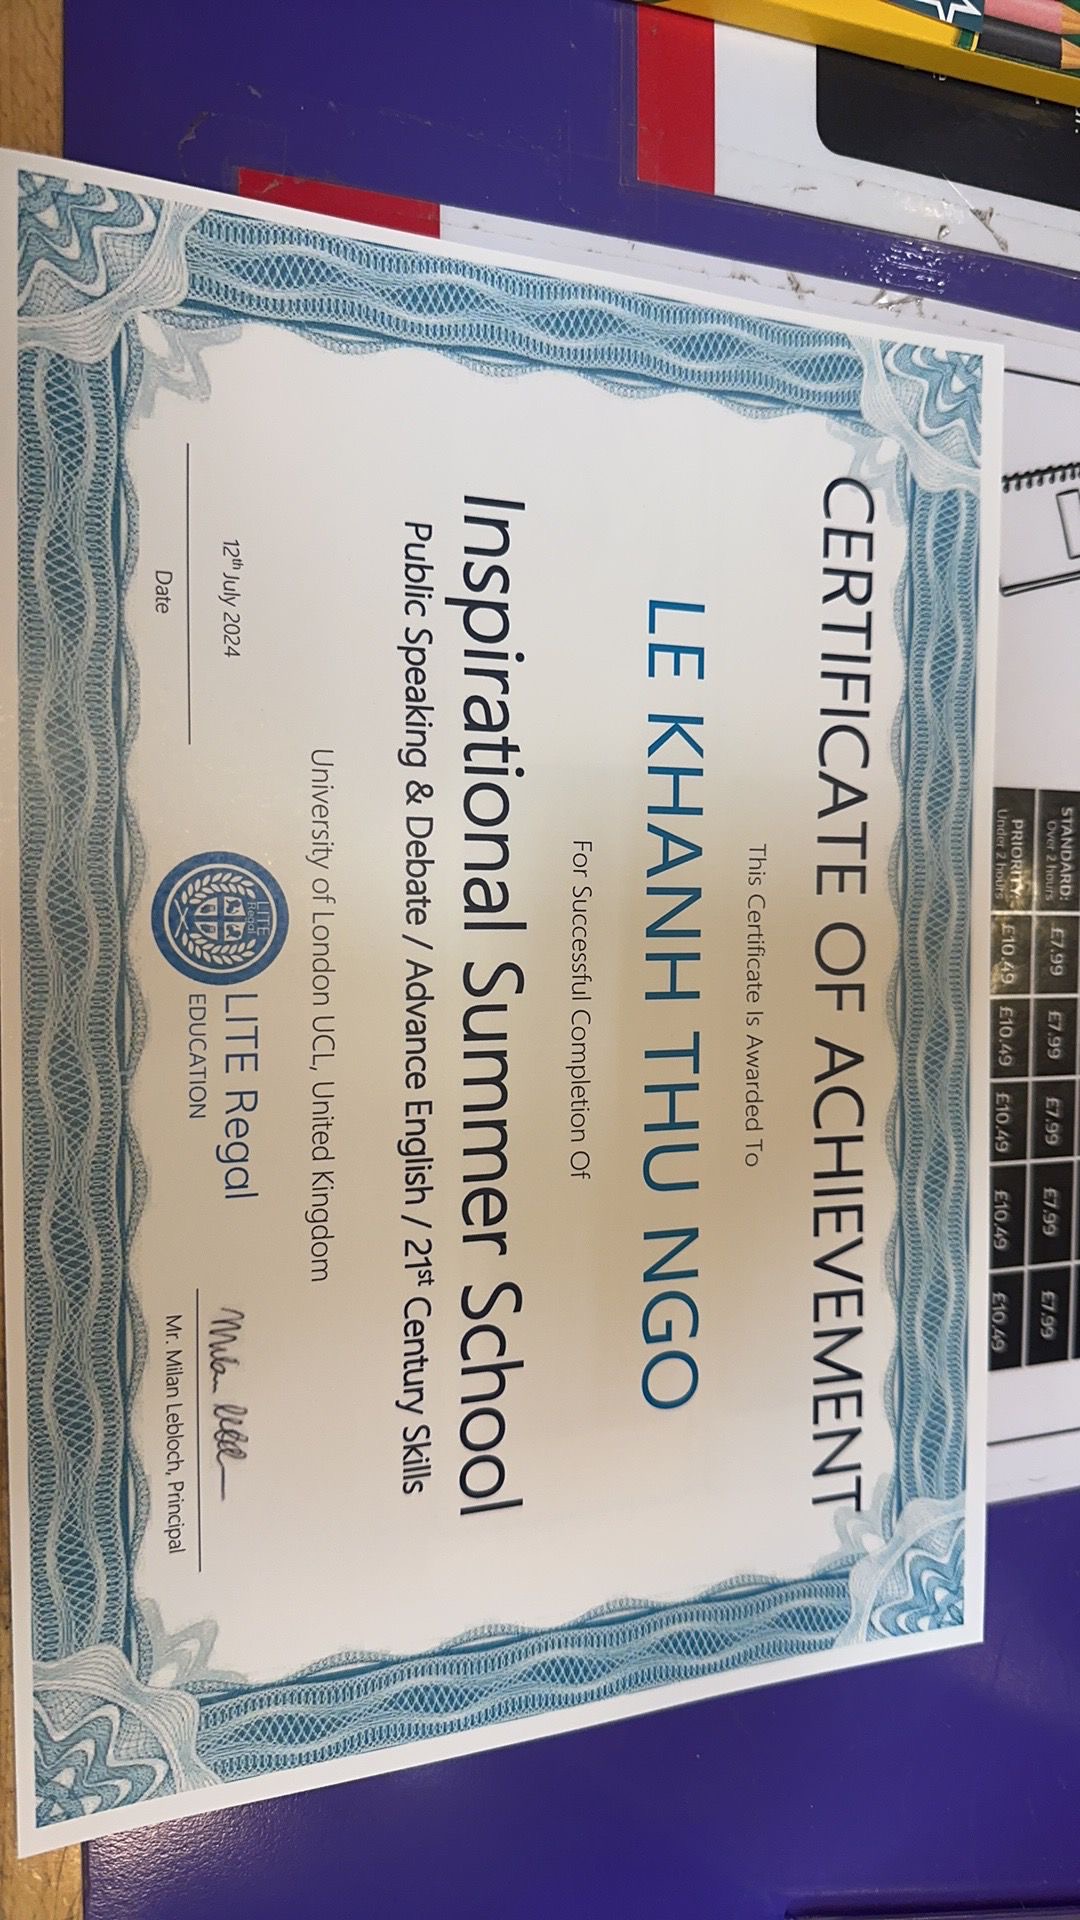 CERTIFICATE OF ACHIEVEMENT
This Certificate Is Awarded To
LE KHANH THU NGO
For Successful Completion Of
Inspirational Summer School
Public Speaking & Debate / Advance English / 21st Century Skills
University of London UCL, United Kingdom
12th July 2024
Date
LITE
Regal
LITE Regal
EDUCATION
Mr. Milan Lebloch, Principal
STANDARD:
Over 2 hours
£7.99 £7.99 £7.99 £7.99 £7.99
PRIORITY:
Under 2 hours
£10.49 £10.49 £10.49 £10.49 £10.49